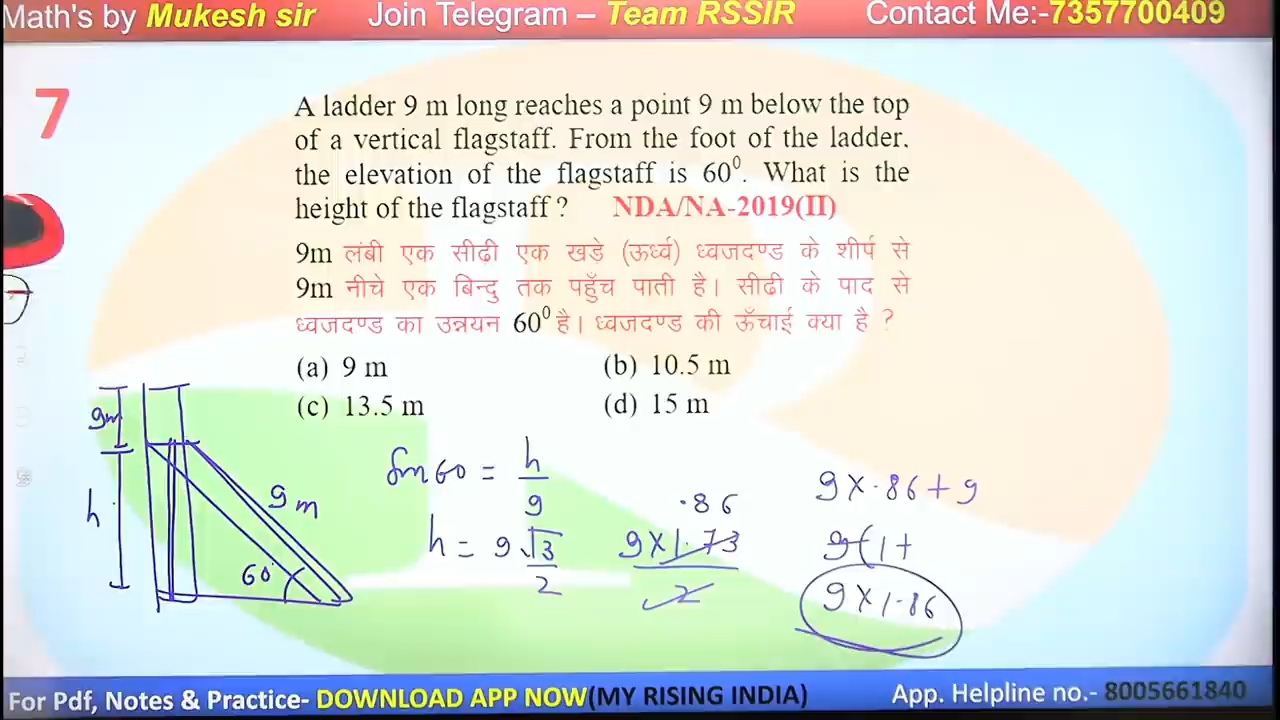 Math's by Mukesh sir Join Telegram – Team RSSIR Contact Me:-7357700409
7
A ladder 9 m long reaches a point 9 m below the top
of a vertical flagstaff. From the foot of the ladder,
the elevation of the flagstaff is 60⁰. What is the
height of the flagstaff ? NDA/NA-2019(II)
9m लंबी एक सीढी एक खड़े (ऊर्ध्व) ध्वजदण्ड के शीर्ष से
9m नीचे एक बिन्दु तक पहुँच पाती है। सीढी के पाद से
ध्वजदण्ड का उन्नयन 60⁰ है। ध्वजदण्ड की ऊँचाई क्या है ?
(a) 9 m (b) 10.5 m
(c) 13.5 m (d) 15 m
9m
h
9 m
60°
Sin 60 = h/9
h = 9√3/2
.86
9×1.73/2
9×.86+9
9(1+
9×1.86
For Pdf, Notes & Practice- DOWNLOAD APP NOW(MY RISING INDIA) App. Helpline no.- 8005661840